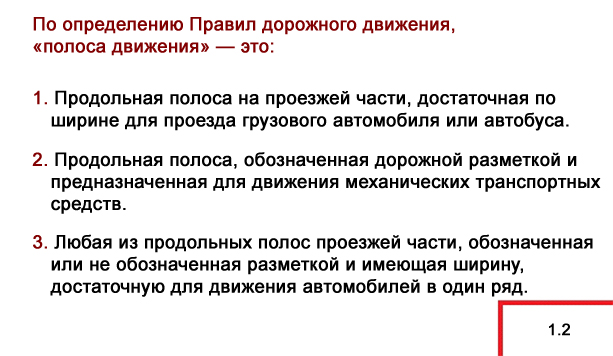 По определению Правил дорожного движения,
«полоса движения» — это:
1. Продольная полоса на проезжей части, достаточная по
ширине для проезда грузового автомобиля или автобуса.
2. Продольная полоса, обозначенная дорожной разметкой и
предназначенная для движения механических транспортных
средств.
3. Любая из продольных полос проезжей части, обозначенная
или не обозначенная разметкой и имеющая ширину,
достаточную для движения автомобилей в один ряд.
1.2